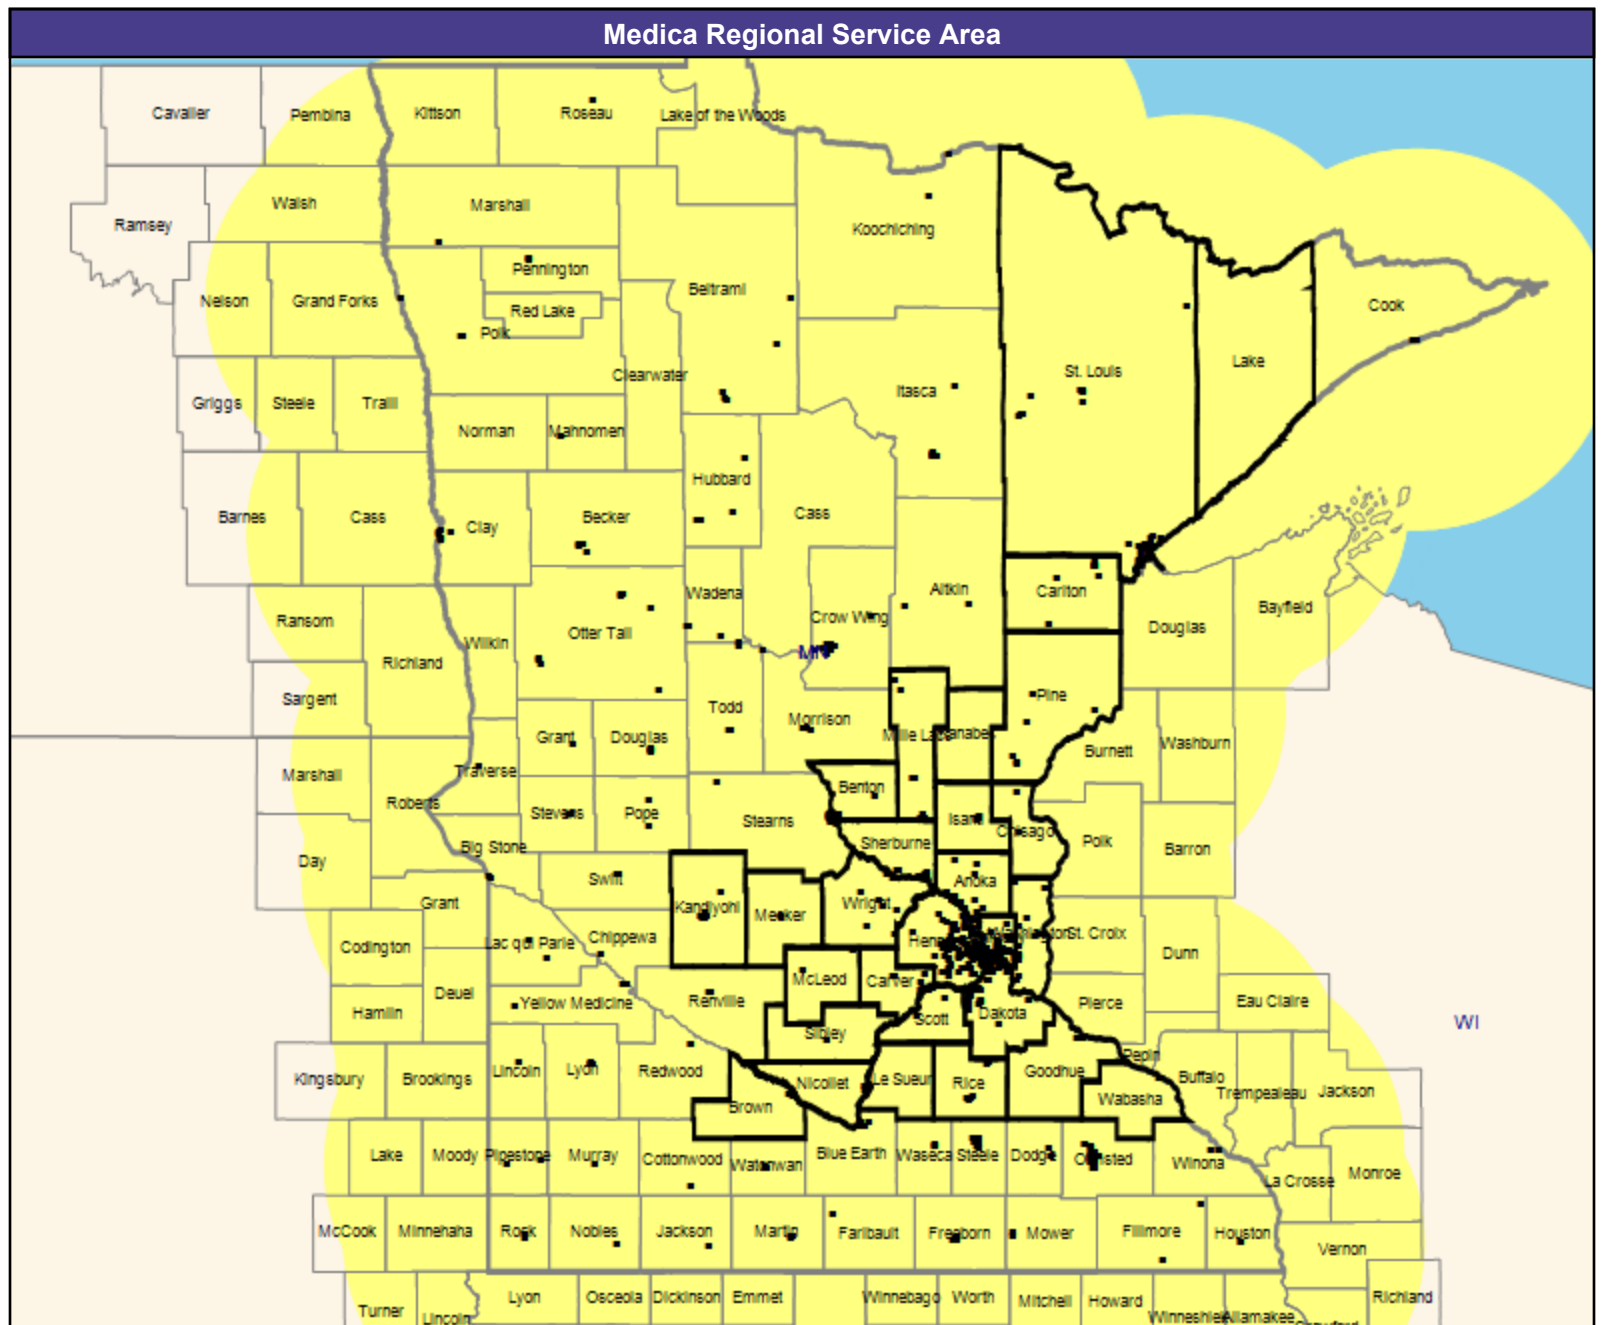 Medica Regional Service Area
Cavalier
Pembina
Kittson
Roseau
Lake of the Woods
Walsh
Marshall
Ramsey
Koochiching
Pennington
Nelson
Grand Forks
Red Lake
Beltrami
Cook
Polk
Clearwater
St. Louis
Lake
Itasca
Griggs
Steele
Traill
Norman
Mahnomen
Hubbard
Barnes
Cass
Clay
Becker
Cass
Wadena
Aitkin
Carlton
Ransom
Crow Wing
Douglas
Bayfield
Richland
Wilkin
Otter Tail
MN
Sargent
Todd
Morrison
Pine
Grant
Douglas
Mille Lacs
Kanabec
Burnett
Washburn
Marshall
Traverse
Roberts
Benton
Stevens
Pope
Stearns
Isanti
Chisago
Polk
Barron
Day
Big Stone
Sherburne
Swift
Anoka
Grant
Kandiyohi
Meeker
Wright
Codington
Lac qui Parle
Chippewa
Henn
Washington
St. Croix
Dunn
McLeod
Carver
Deuel
Hamlin
Yellow Medicine
Renville
Pierce
Eau Claire
Scott
Dakota
Sibley
WI
Kingsbury
Brookings
Lincoln
Lyon
Redwood
Nicollet
Le Sueur
Rice
Goodhue
Pepin
Buffalo
Trempealeau
Jackson
Brown
Wabasha
Lake
Moody
Pipestone
Murray
Cottonwood
Watonwan
Blue Earth
Waseca
Steele
Dodge
Olmsted
Winona
La Crosse
Monroe
McCook
Minnehaha
Rock
Nobles
Jackson
Martin
Faribault
Freeborn
Mower
Fillmore
Houston
Vernon
Turner
Lincoln
Lyon
Osceola
Dickinson
Emmet
Winnebago
Worth
Mitchell
Howard
Winneshiek
Allamakee
Crawford
Richland